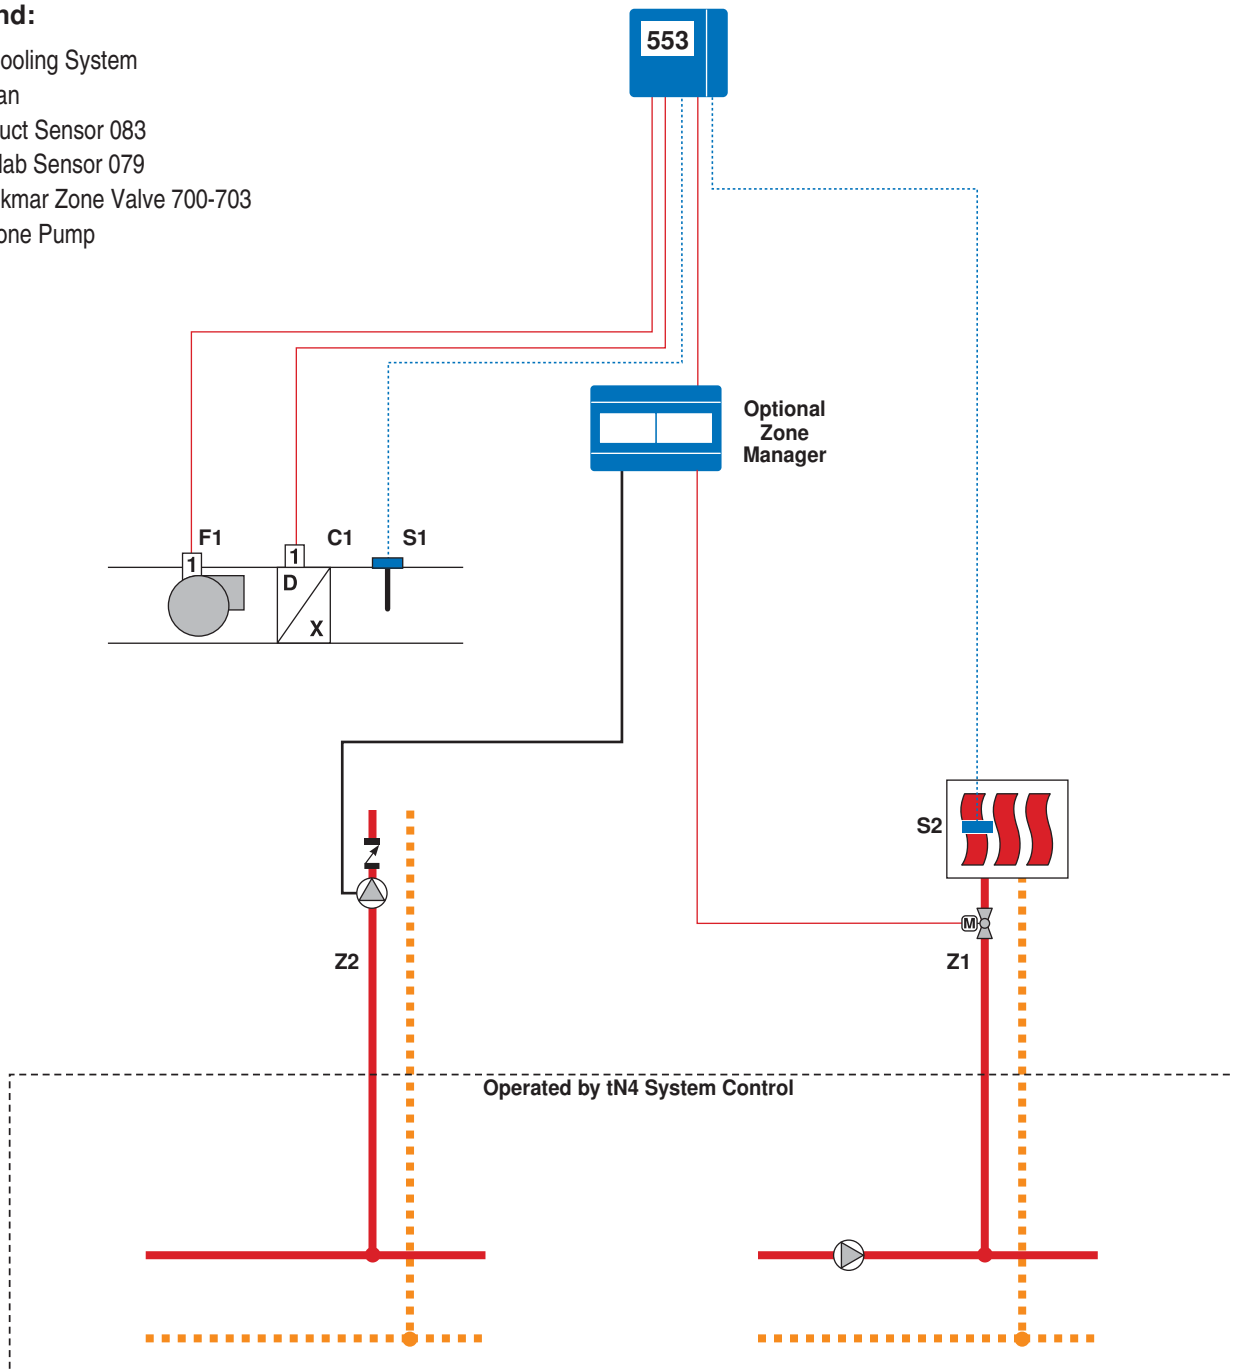 nd:
ooling System
an
uct Sensor 083
lab Sensor 079
kmar Zone Valve 700-703
one Pump
553
Optional
Zone
Manager
F1
C1
S1
1
1
D
X
S2
M
Z2
Z1
Operated by tN4 System Control